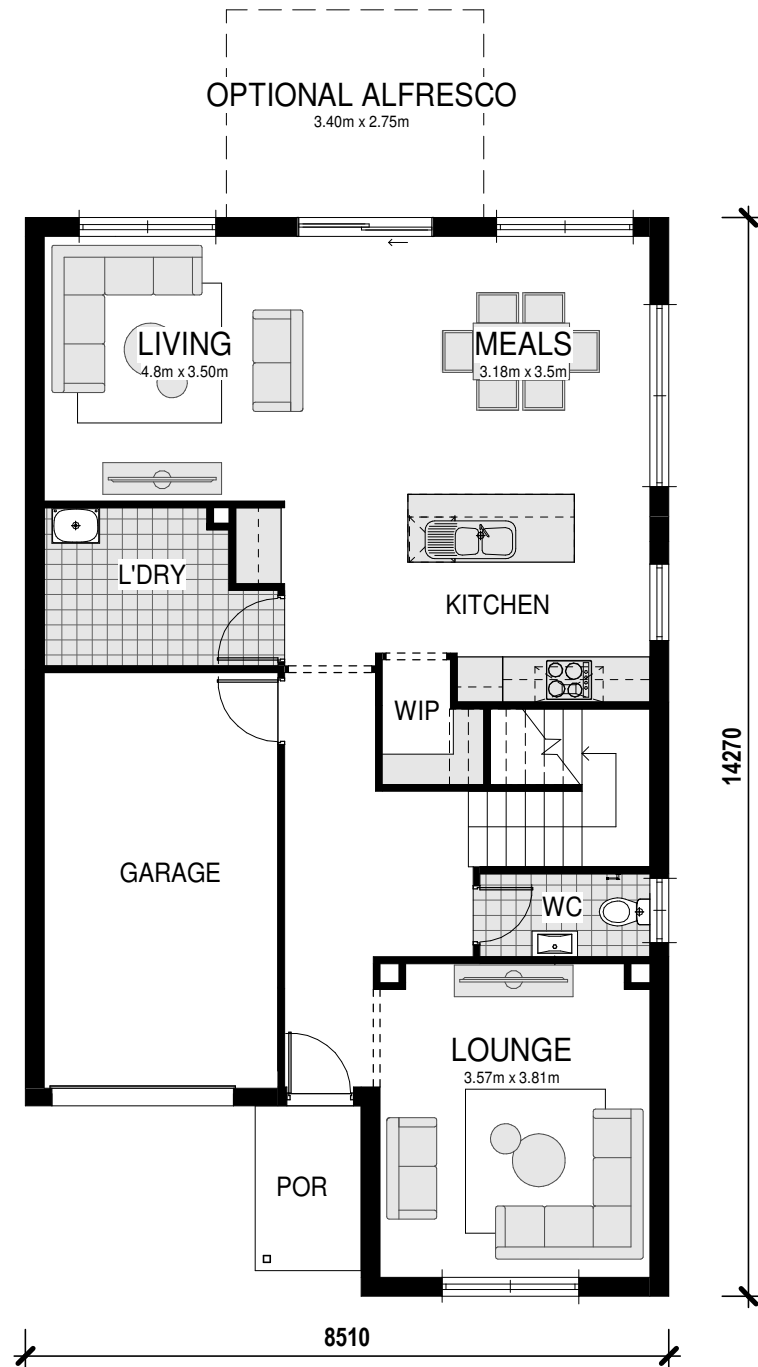 OPTIONAL ALFRESCO
3.40m x 2.75m
LIVING
4.8m x 3.50m
MEALS
3.18m x 3.5m
L'DRY
KITCHEN
WIP
14270
GARAGE
WC
LOUNGE
3.57m x 3.81m
POR
8510